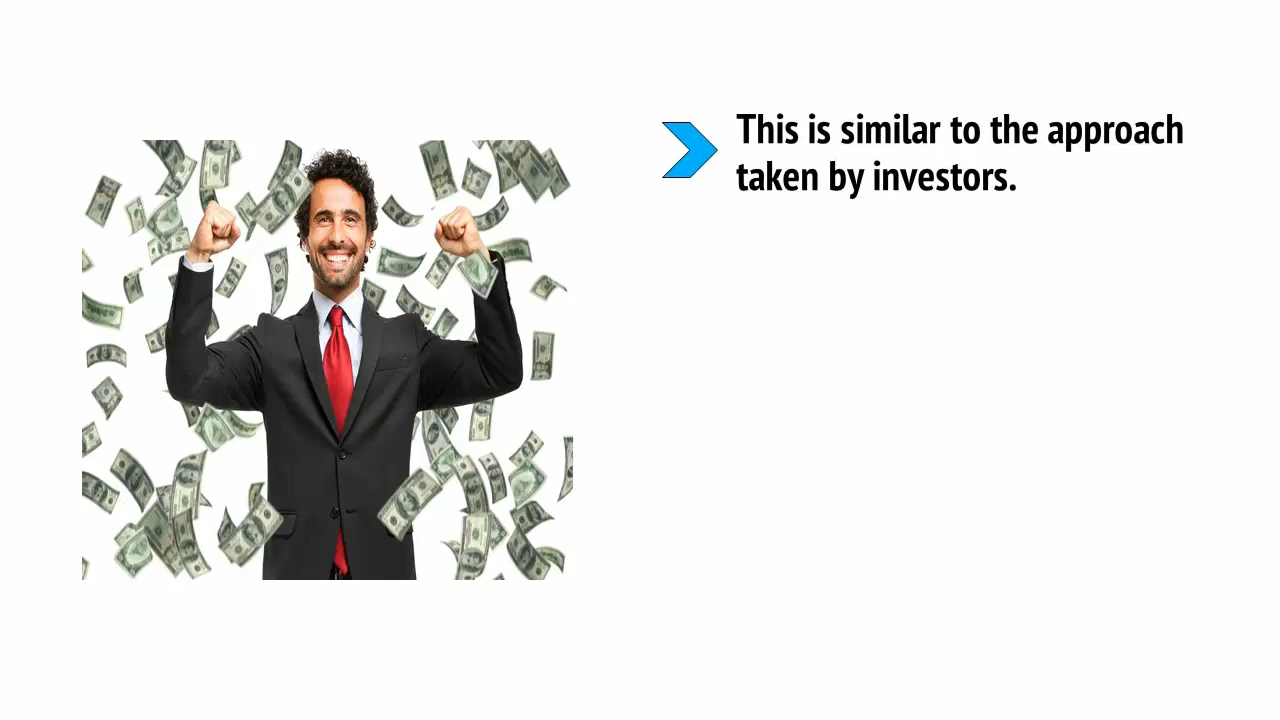 This is similar to the approach
taken by investors.